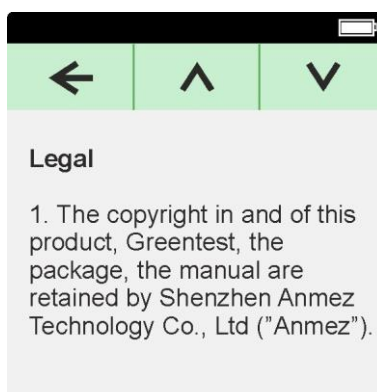 Legal
1. The copyright in and of this
product, Greentest, the
package, the manual are
retained by Shenzhen Anmez
Technology Co., Ltd (”Anmez”).